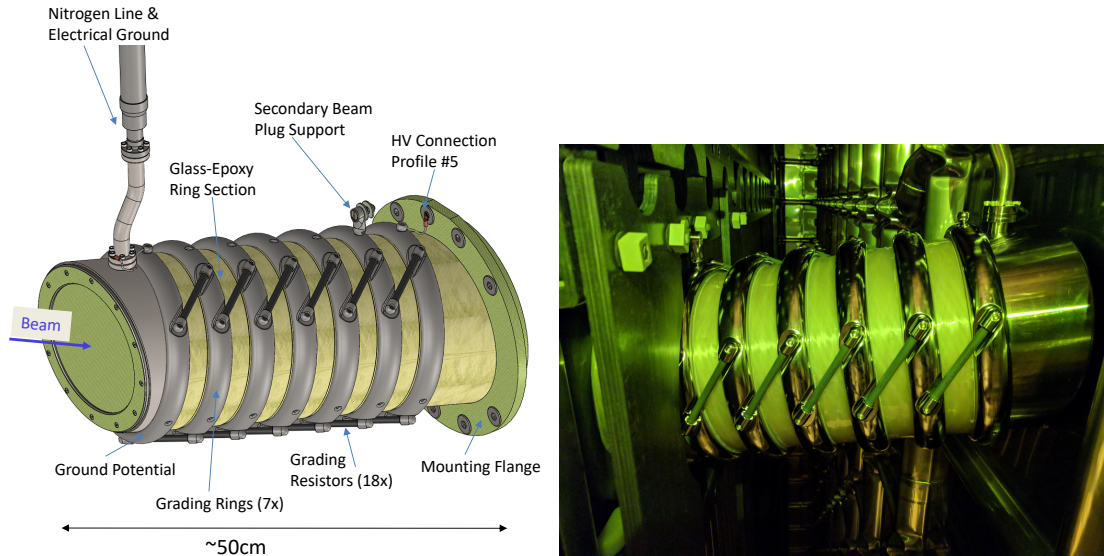 Nitrogen Line &
Electrical Ground
Secondary Beam
Plug Support
HV Connection
Profile #5
Glass-Epoxy
Ring Section
Beam
Ground Potential
Grading
Resistors (18x)
Mounting Flange
Grading Rings (7x)
~50cm